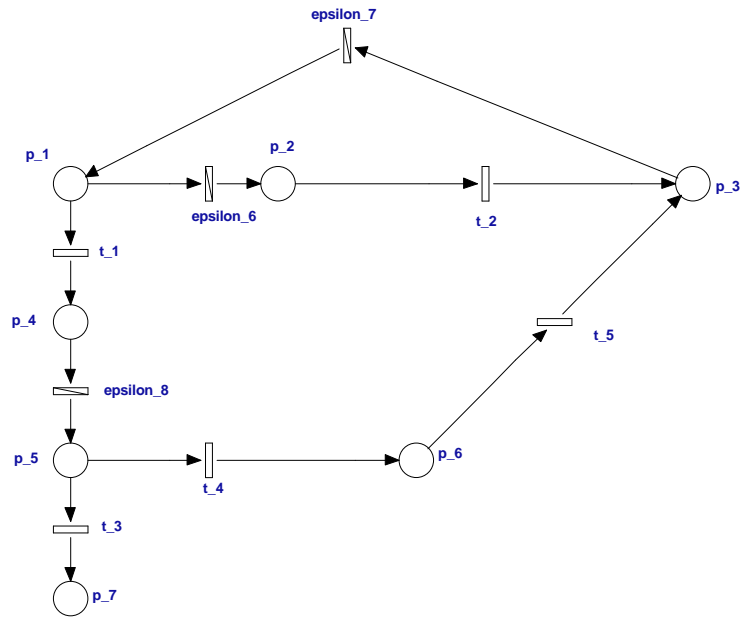 epsilon_7
p_1
p_2
p_3
epsilon_6
t_2
t_1
p_4
t_5
epsilon_8
p_5
p_6
t_4
t_3
p_7